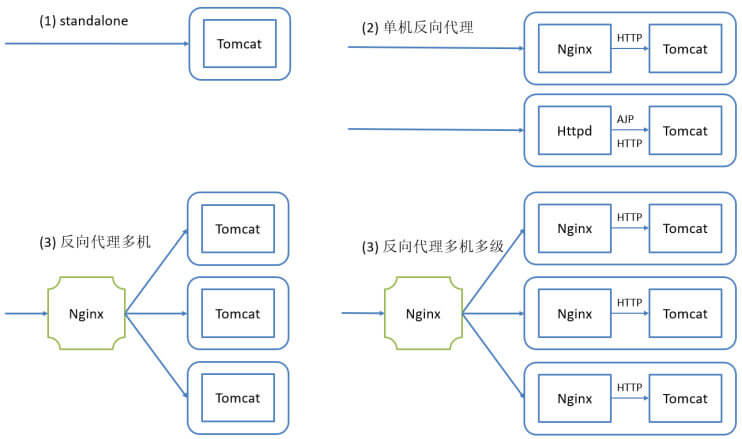 (1) standalone
Tomcat
(2) 单机反向代理
Nginx
HTTP
Tomcat
Httpd
AJP
HTTP
Tomcat
(3) 反向代理多机
Nginx
Tomcat
Tomcat
Tomcat
(3) 反向代理多机多级
Nginx
Nginx
HTTP
Tomcat
Nginx
HTTP
Tomcat
Nginx
HTTP
Tomcat